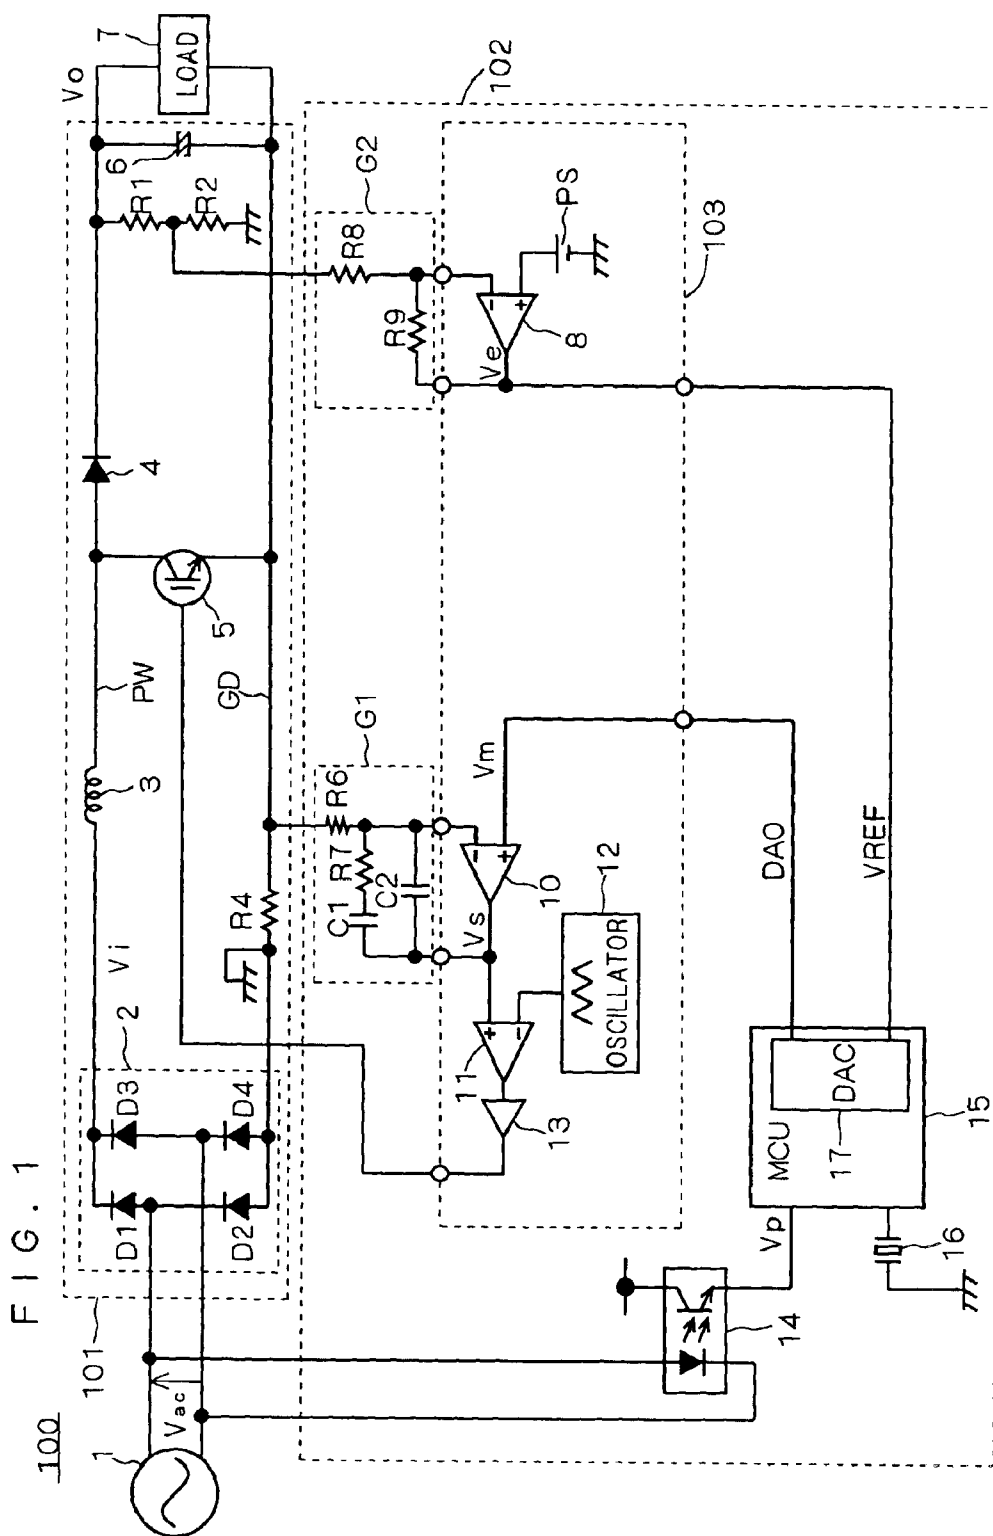 FIG. 1
100
101
1
Vac
2
D1
D3
D2
D4
Vi
3
PW
4
5
GD
R4
R1
R2
6
Vo
7
LOAD
102
G1
R6
R7
C1
C2
G2
R8
R9
103
Vs
10
Vm
11
12
OSCILLATOR
13
Ve
8
PS
14
Vp
16
MCU
17
DAC
15
DAO
VREF